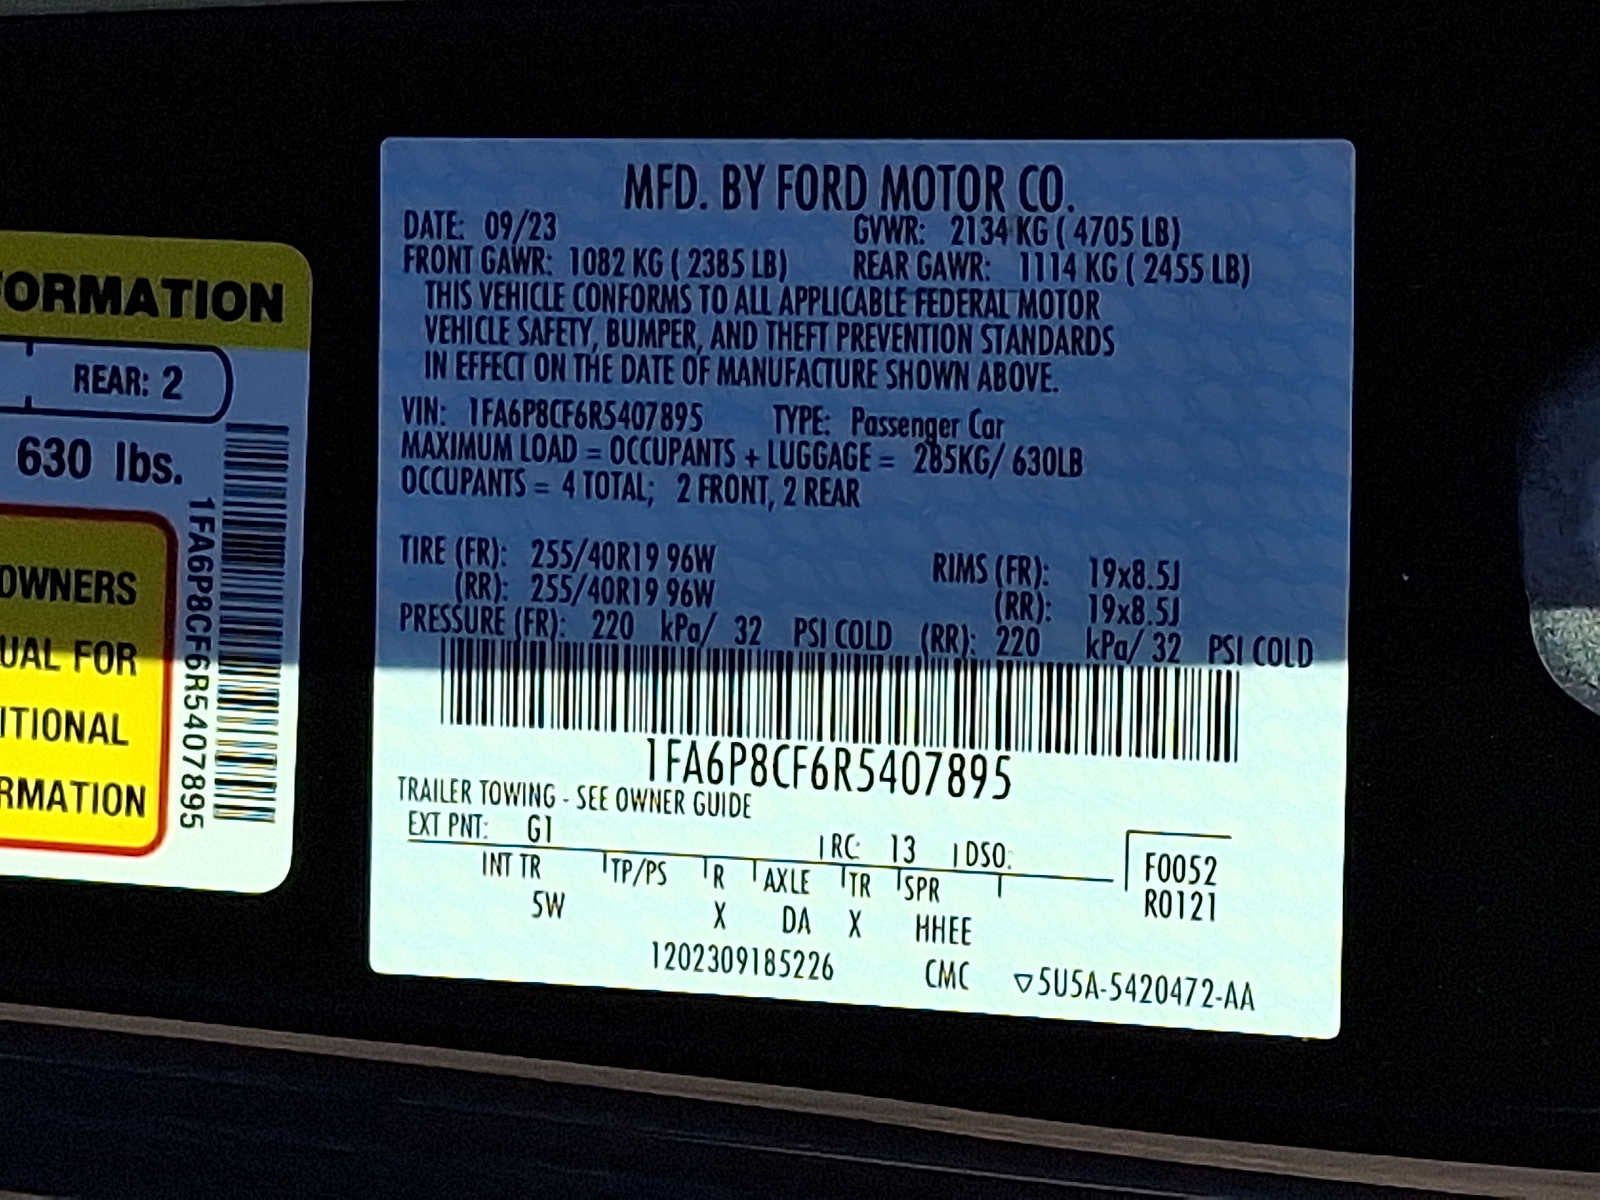 FORMATION
REAR: 2
630 lbs.
OWNERS
UAL FOR
ITIONAL
RMATION
1FA6P8CF6R5407895
MFD. BY FORD MOTOR CO.
DATE: 09/23 GVWR: 2134 KG ( 4705 LB)
FRONT GAWR: 1082 KG ( 2385 LB) REAR GAWR: 1114 KG ( 2455 LB)
THIS VEHICLE CONFORMS TO ALL APPLICABLE FEDERAL MOTOR
VEHICLE SAFETY, BUMPER, AND THEFT PREVENTION STANDARDS
IN EFFECT ON THE DATE OF MANUFACTURE SHOWN ABOVE.
VIN: 1FA6P8CF6R5407895 TYPE: Passenger Car
MAXIMUM LOAD = OCCUPANTS + LUGGAGE = 285KG/ 630LB
OCCUPANTS = 4 TOTAL; 2 FRONT, 2 REAR
TIRE (FR): 255/40R19 96W RIMS (FR): 19x8.5J
(RR): 255/40R19 96W (RR): 19x8.5J
PRESSURE (FR): 220 kPa/ 32 PSI COLD (RR): 220 kPa/ 32 PSI COLD
1FA6P8CF6R5407895
TRAILER TOWING - SEE OWNER GUIDE
EXT PNT: G1 RC: 13 DSO:
F0052
INT TR TP/PS R AXLE TR SPR
R0121
5W X DA X HHEE
1202309185226 CMC ▽5U5A-5420472-AA